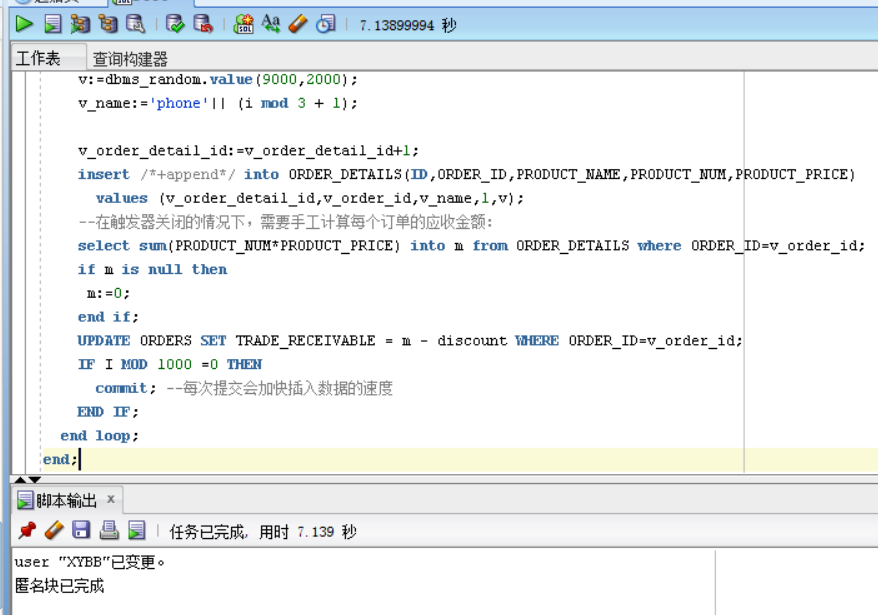 7.13899994 秒
工作表 查询构建器
v:=dbms_random.value(9000,2000);
v_name:='phone'|| (i mod 3 + 1);
v_order_detail_id:=v_order_detail_id+1;
insert /*+append*/ into ORDER_DETAILS(ID,ORDER_ID,PRODUCT_NAME,PRODUCT_NUM,PRODUCT_PRICE)
values (v_order_detail_id,v_order_id,v_name,1,v);
--在触发器关闭的情况下，需要手工计算每个订单的应收金额：
select sum(PRODUCT_NUM*PRODUCT_PRICE) into m from ORDER_DETAILS where ORDER_ID=v_order_id;
if m is null then
m:=0;
end if;
UPDATE ORDERS SET TRADE_RECEIVABLE = m - discount WHERE ORDER_ID=v_order_id;
IF I MOD 1000 =0 THEN
commit; --每次提交会加快插入数据的速度
END IF;
end loop;
end;
脚本输出 x
任务已完成, 用时 7.139 秒
user "XYBB"已变更。
匿名块已完成